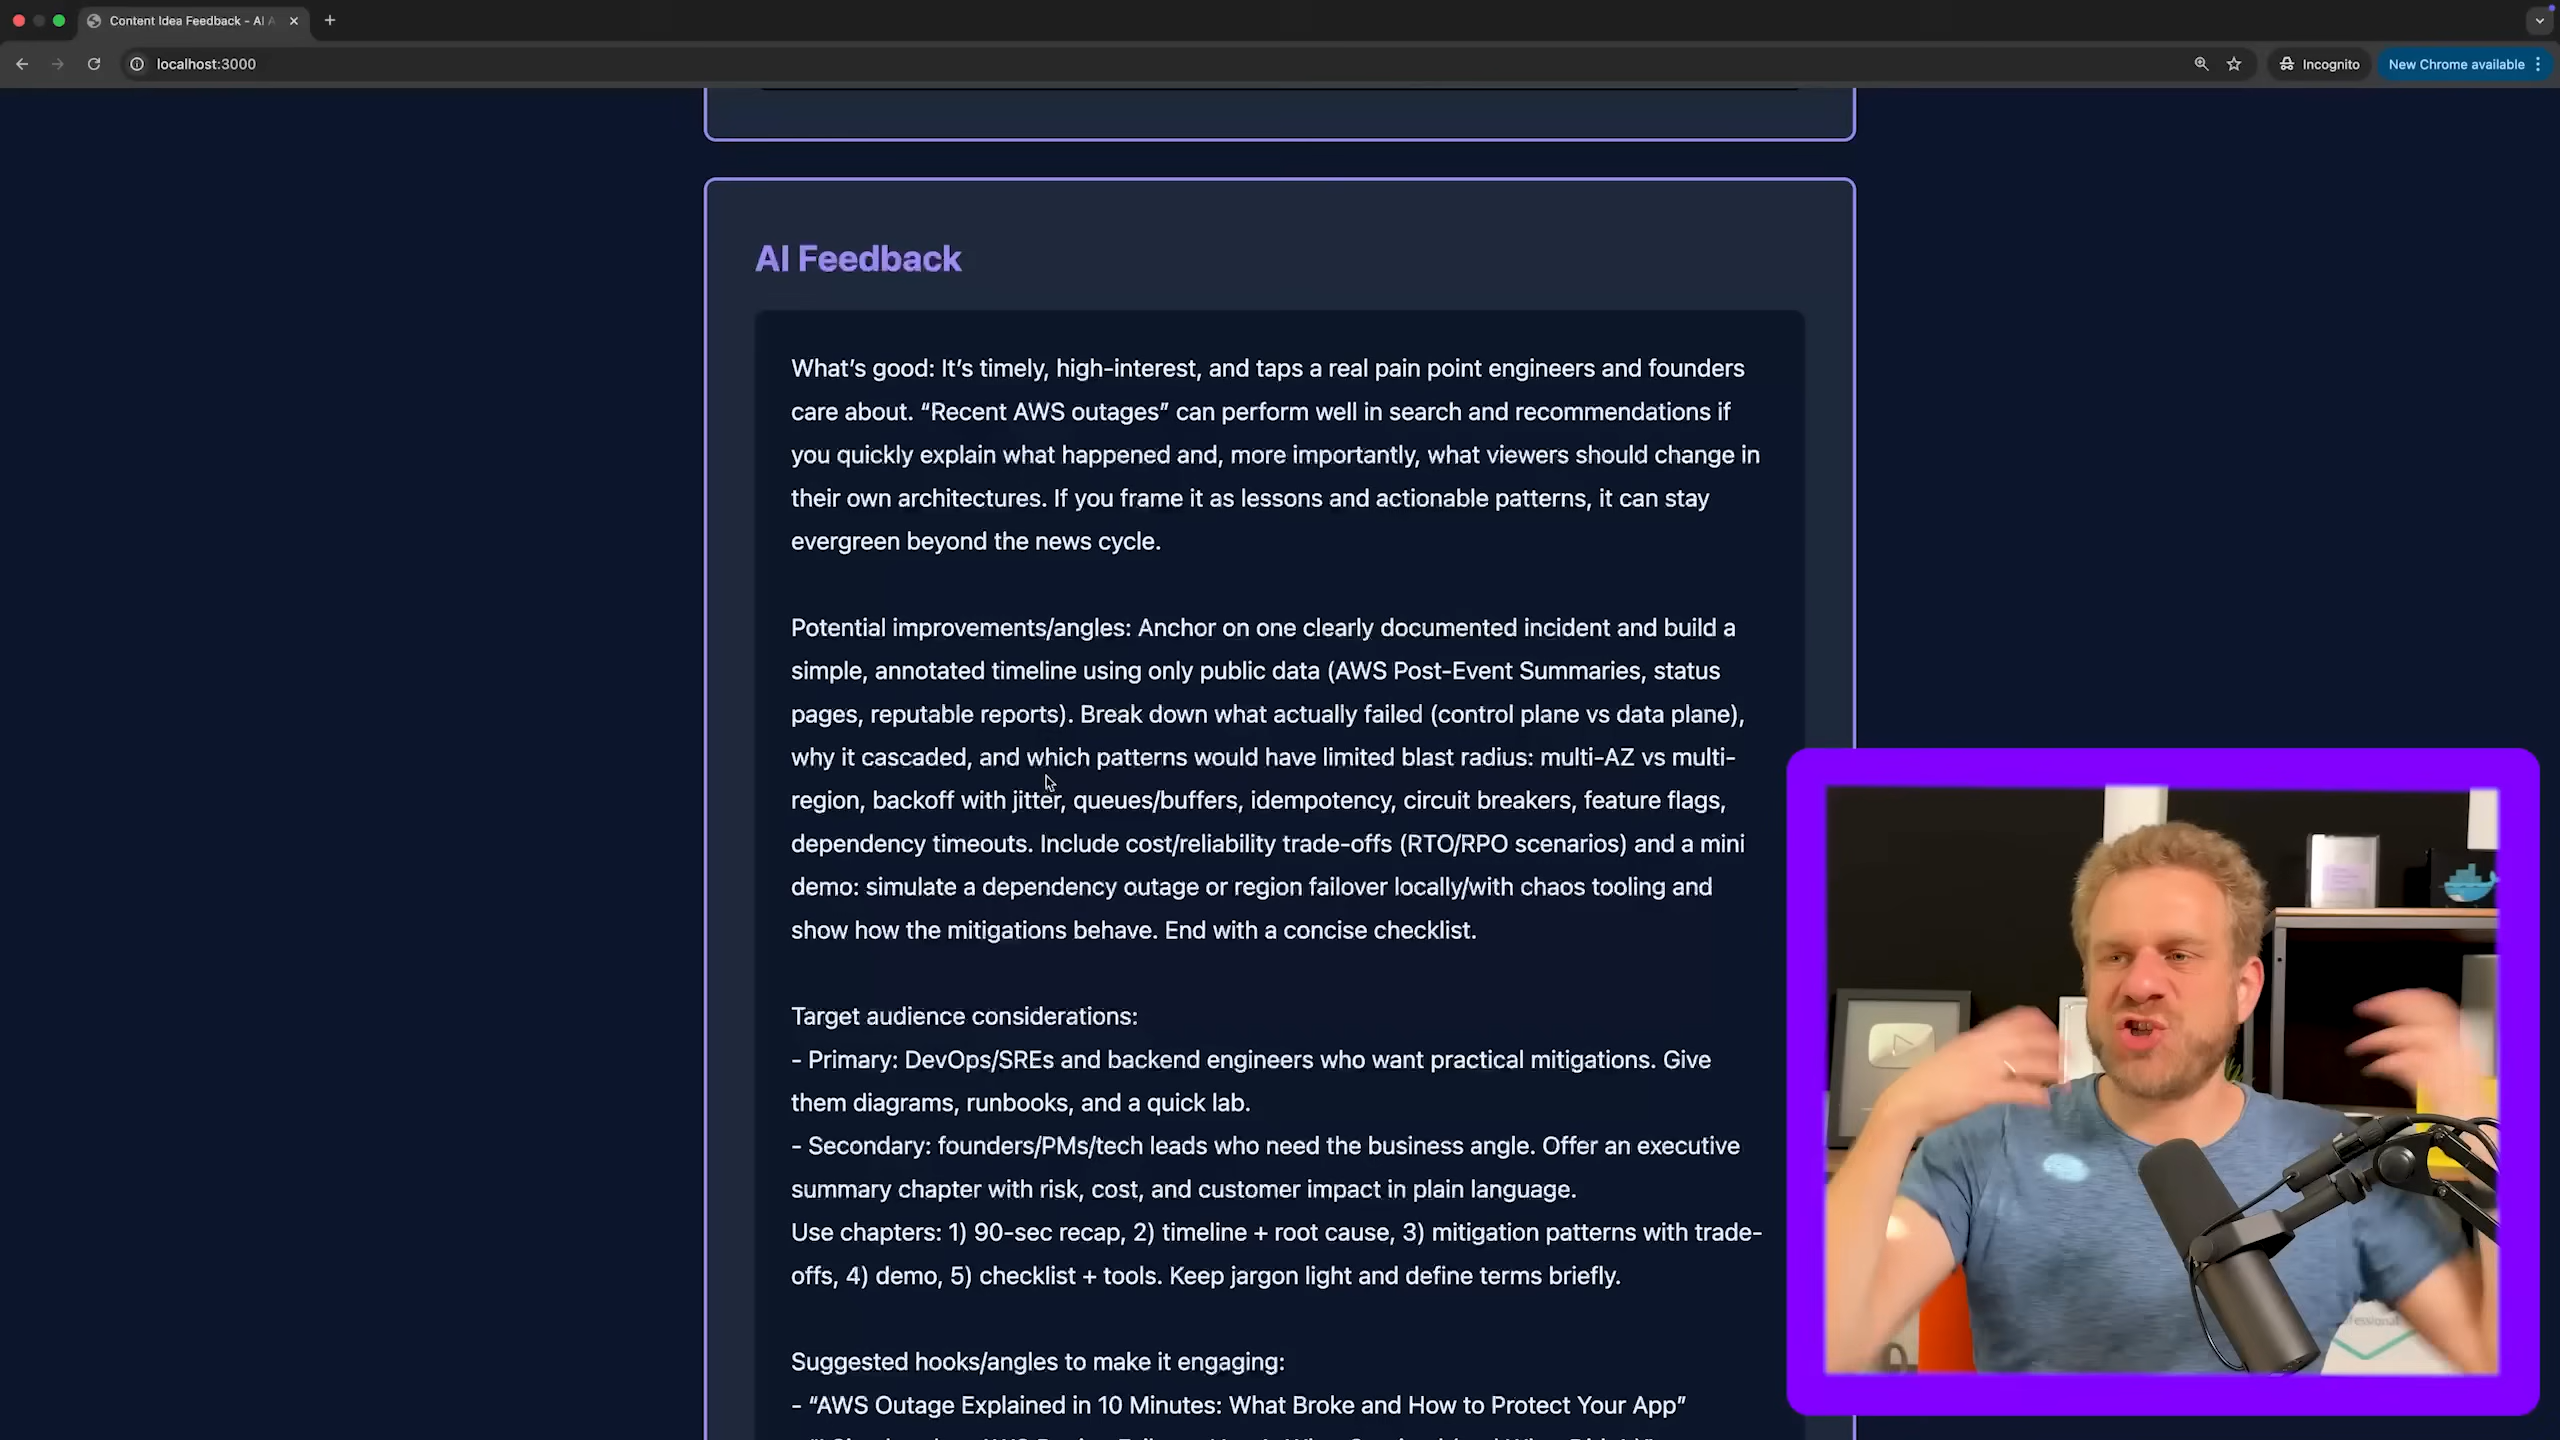 Content Idea Feedback - AI A
localhost:3000
Incognito
New Chrome available
AI Feedback
What’s good: It’s timely, high-interest, and taps a real pain point engineers and founders
care about. “Recent AWS outages” can perform well in search and recommendations if
you quickly explain what happened and, more importantly, what viewers should change in
their own architectures. If you frame it as lessons and actionable patterns, it can stay
evergreen beyond the news cycle.
Potential improvements/angles: Anchor on one clearly documented incident and build a
simple, annotated timeline using only public data (AWS Post-Event Summaries, status
pages, reputable reports). Break down what actually failed (control plane vs data plane),
why it cascaded, and which patterns would have limited blast radius: multi-AZ vs multi-
region, backoff with jitter, queues/buffers, idempotency, circuit breakers, feature flags,
dependency timeouts. Include cost/reliability trade-offs (RTO/RPO scenarios) and a mini
demo: simulate a dependency outage or region failover locally/with chaos tooling and
show how the mitigations behave. End with a concise checklist.
Target audience considerations:
- Primary: DevOps/SREs and backend engineers who want practical mitigations. Give
them diagrams, runbooks, and a quick lab.
- Secondary: founders/PMs/tech leads who need the business angle. Offer an executive
summary chapter with risk, cost, and customer impact in plain language.
Use chapters: 1) 90-sec recap, 2) timeline + root cause, 3) mitigation patterns with trade-
offs, 4) demo, 5) checklist + tools. Keep jargon light and define terms briefly.
Suggested hooks/angles to make it engaging:
- “AWS Outage Explained in 10 Minutes: What Broke and How to Protect Your App”